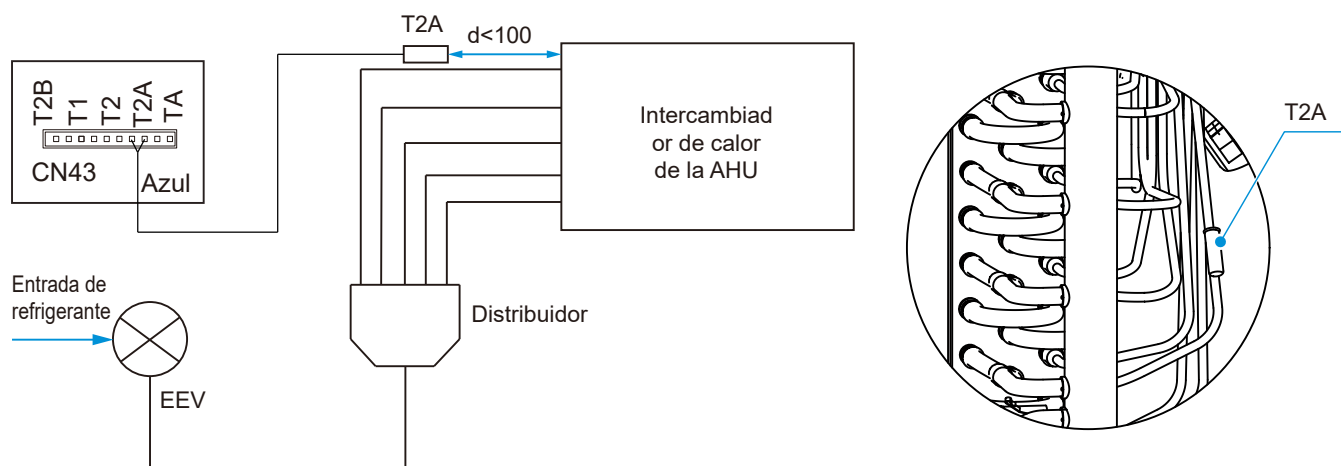 T2A
d<100
T2B
T1
T2
T2A
TA
CN43
Azul
Intercambiad
or de calor
de la AHU
T2A
Entrada de
refrigerante
Distribuidor
EEV